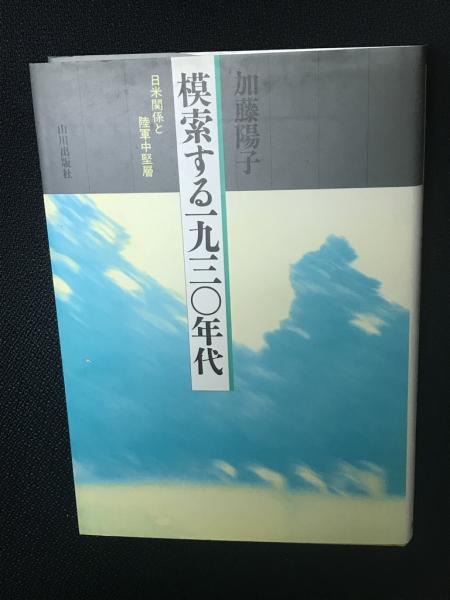 加藤陽子
模索する一九三〇年代
日米関係と
陸軍中堅層
山川出版社